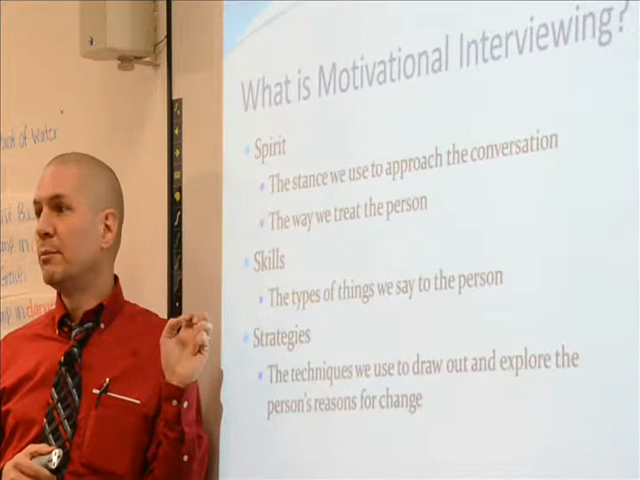 What is Motivational Interviewing?
Spirit
The stance we use to approach the conversation
The way we treat the person
Skills
The types of things we say to the person
Strategies
The techniques we use to draw out and explore the
person's reasons for change
of Water